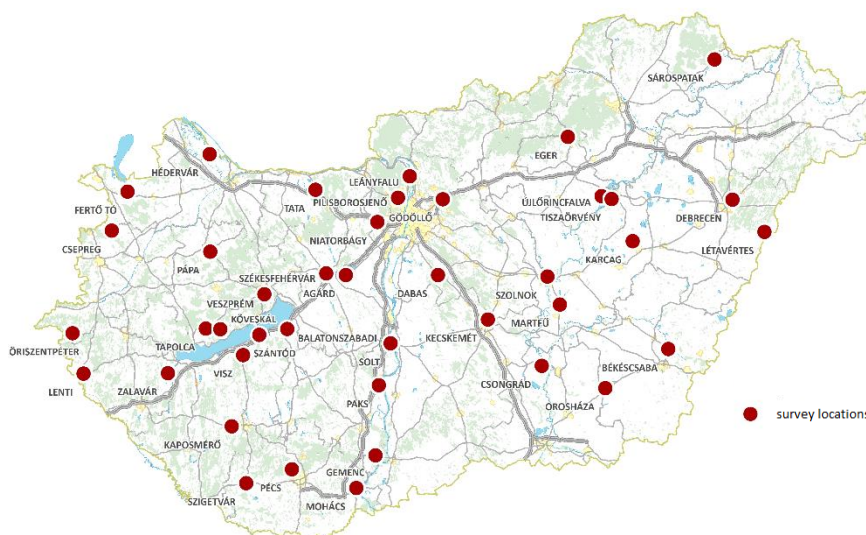 SÁROSPATAK
EGER
HÉDERVÁR
LEÁNYFALU
FERTŐ TÓ
TATA
PILISBOROSJENŐ
ÚJLŐRINCFALVA
TISZAÖRVÉNY
GÖDÖLLŐ
DEBRECEN
CSEPREG
NIATORBÁGY
LÉTAVÉRTES
KARCAG
PÁPA
SZÉKESFEHÉRVÁR
AGÁRD
DABAS
SZOLNOK
VESZPRÉM
KÖVESKÁL
MARTFŰ
KECSKEMÉT
ŐRISZENTPÉTER
TAPOLCA
BALATONSZABADI
SZÁNTÓD
SOLT
BÉKÉSCSABA
VISZ
LENTI
ZALAVÁR
CSONGRÁD
PAKS
OROSHÁZA
survey locations
KAPOSMÉRŐ
GEMENC
SZIGETVÁR
PÉCS
MOHÁCS